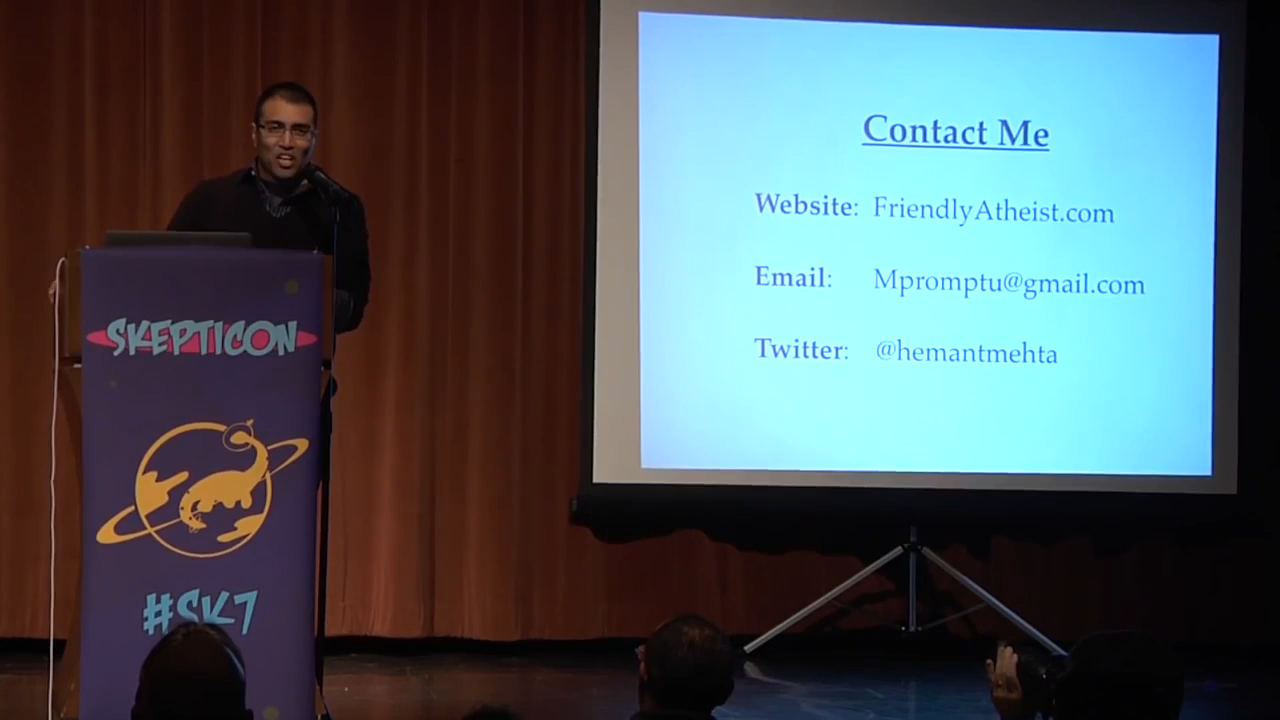 Contact Me
Website: FriendlyAtheist.com
Email: Mpromptu@gmail.com
Twitter: @hemantmehta
SKEPTICON
#SK7